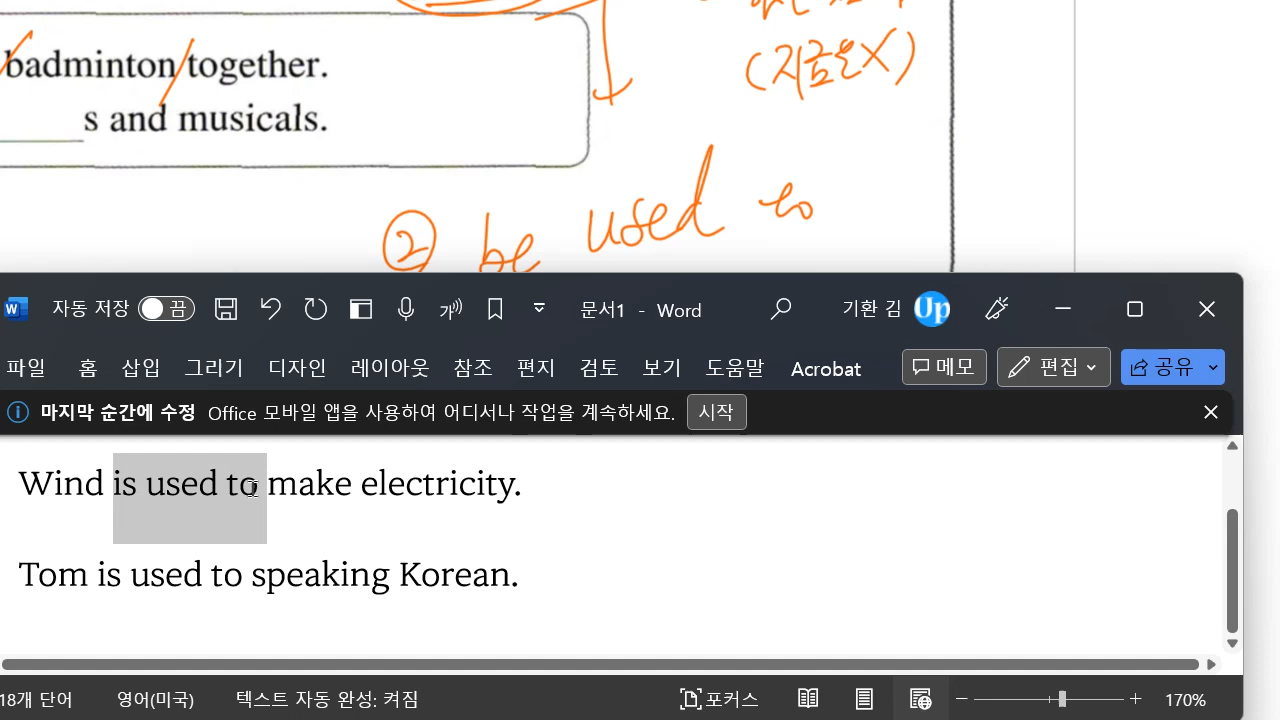 badminton together.
(지금은X)
s and musicals.
② be used to
자동 저장 끔 가 문서1 - Word 기환 김 Up
파일 홈 삽입 그리기 디자인 레이아웃 참조 편지 검토 보기 도움말 Acrobat 메모 편집 공유
마지막 순간에 수정 Office 모바일 앱을 사용하여 어디서나 작업을 계속하세요. 시작
Wind is used to make electricity.
Tom is used to speaking Korean.
18개 단어 영어(미국) 텍스트 자동 완성: 켜짐 포커스 170%